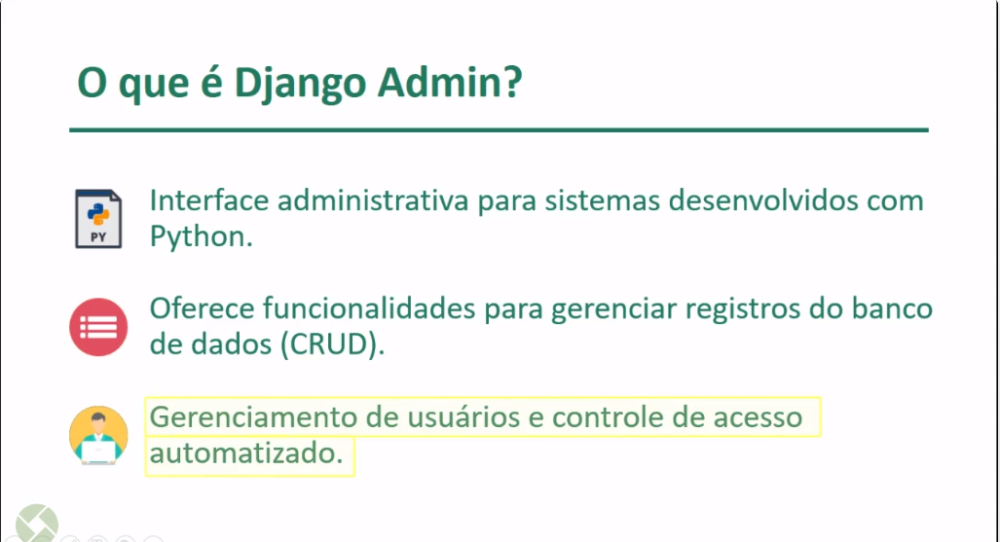 O que é Django Admin?
Interface administrativa para sistemas desenvolvidos com
Python.
PY
Oferece funcionalidades para gerenciar registros do banco
de dados (CRUD).
Gerenciamento de usuários e controle de acesso
automatizado.